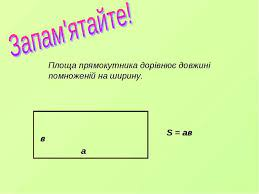 Запам'ятайте!
Площа прямокутника дорівнює довжині
помноженій на ширину.
в
S = ав
а